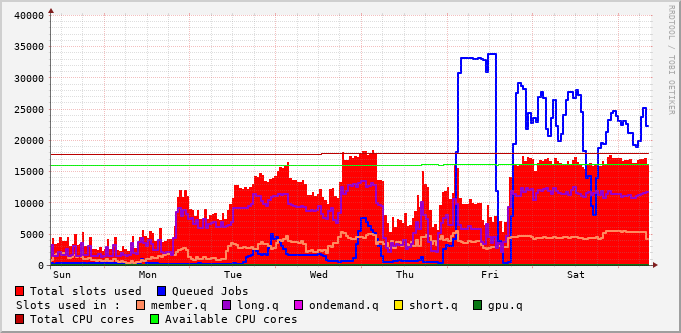 40000
35000
30000
25000
20000
15000
10000
5000
0
Sun Mon Tue Wed Thu Fri Sat
RRDTOOL / TOBI OETIKER
Total slots used Queued Jobs
Slots used in : member.q long.q ondemand.q short.q gpu.q
Total CPU cores Available CPU cores